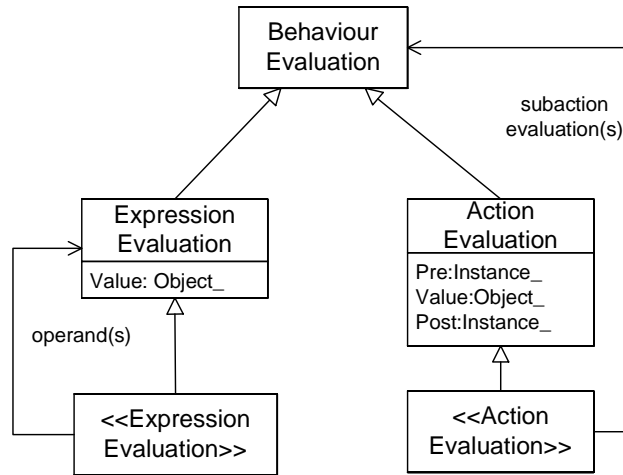 Behaviour
Evaluation
subaction
evaluation(s)
Expression
Evaluation
Value: Object_
Action
Evaluation
Pre:Instance_
Value:Object_
Post:Instance_
operand(s)
<<Expression
Evaluation>>
<<Action
Evaluation>>